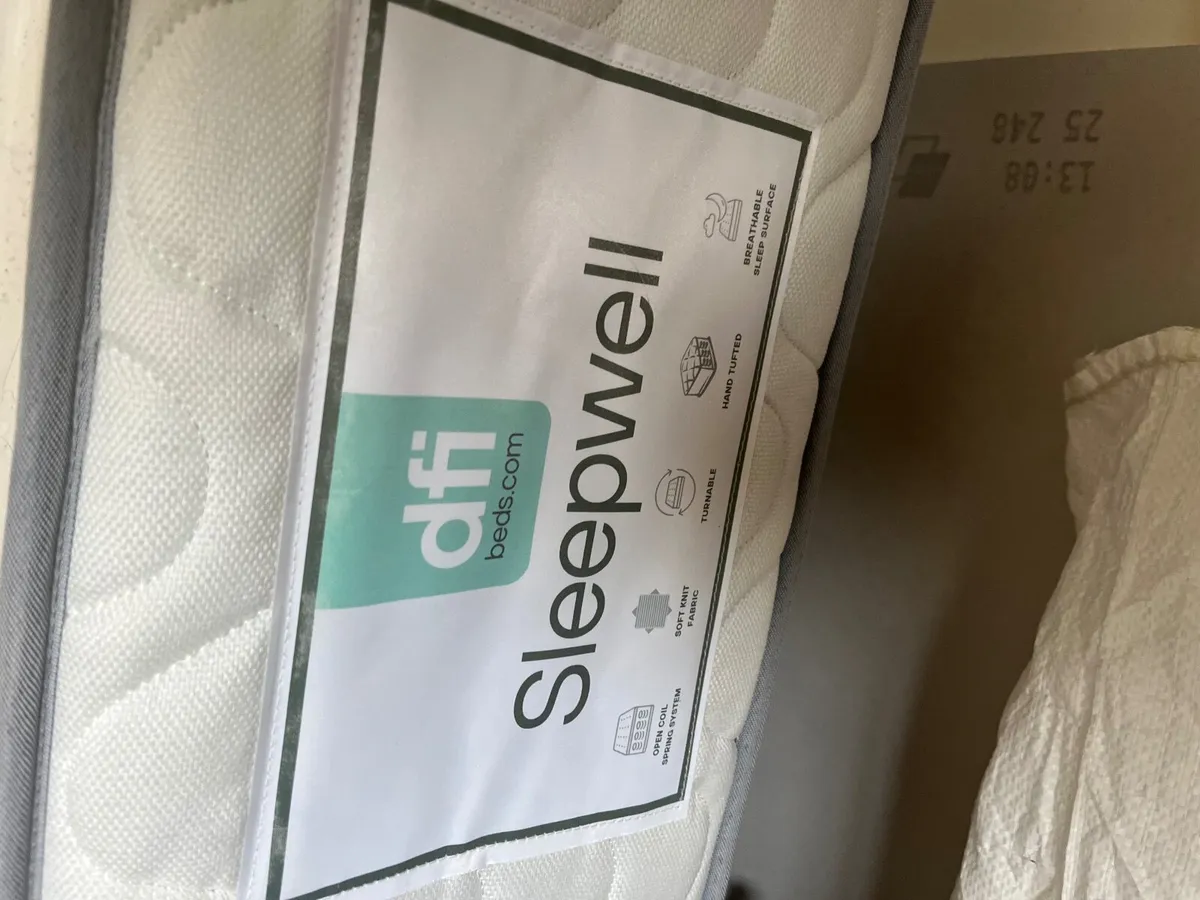 dfi
beds.com
Sleepwell
OPEN COIL
SPRING SYSTEM
SOFT KNIT
FABRIC
TURNABLE
HAND TUFTED
BREATHABLE
SLEEP SURFACE
13:08
25 246